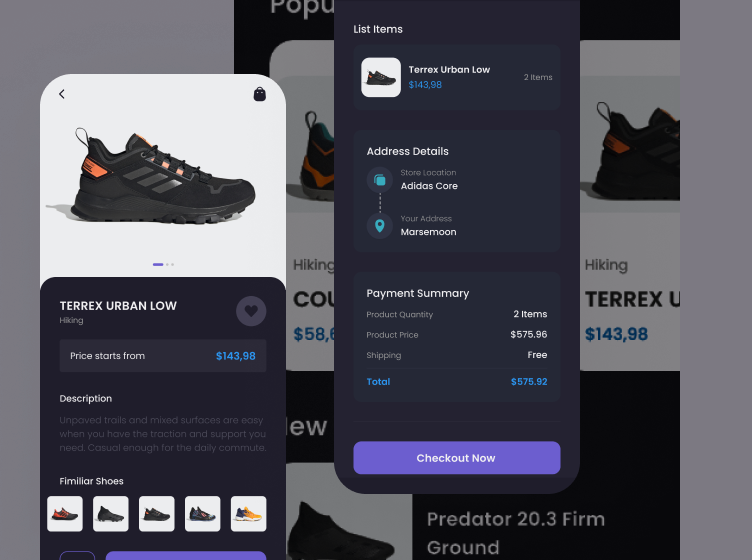 Popu
List Items
Terrex Urban Low
$143,98
2 Items
Address Details
Store Location
Adidas Core
Your Address
Marsemoon
Payment Summary
Product Quantity
2 Items
Product Price
$575.96
Shipping
Free
Total
$575.92
Checkout Now
TERREX URBAN LOW
Hiking
Price starts from
$143,98
Description
Unpaved trails and mixed surfaces are easy
when you have the traction and support you
need. Casual enough for the daily commute.
Fimiliar Shoes
Hiking
COU
$58,6
Hiking
TERREX U
$143,98
ew
Predator 20.3 Firm
Ground